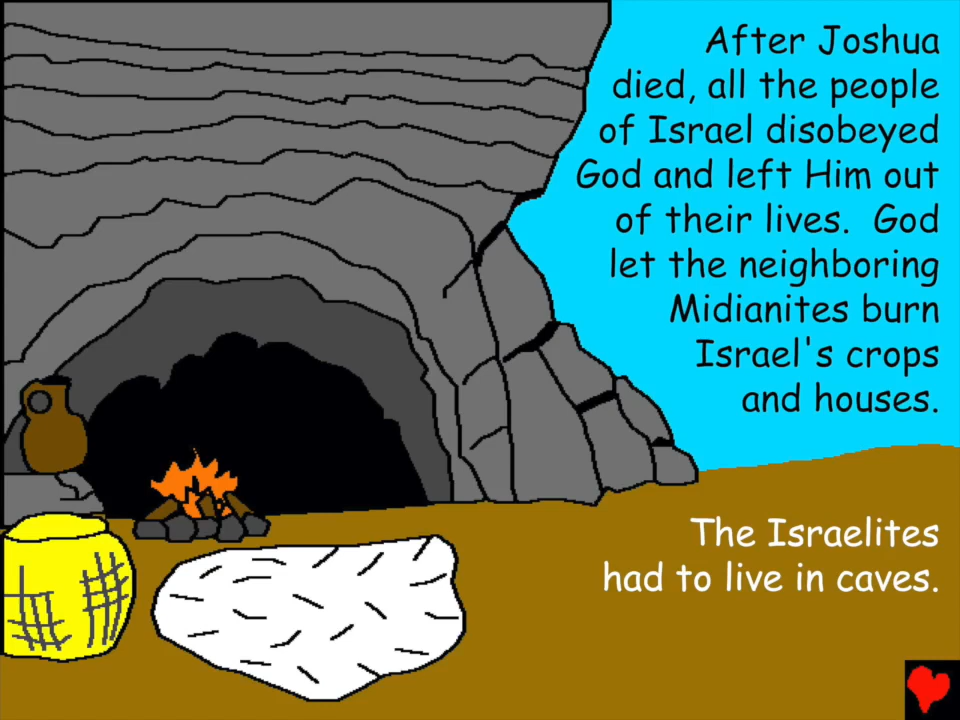 After Joshua
died, all the people
of Israel disobeyed
God and left Him out
of their lives.  God
let the neighboring
Midianites burn
Israel's crops
and houses.
The Israelites
had to live in caves.